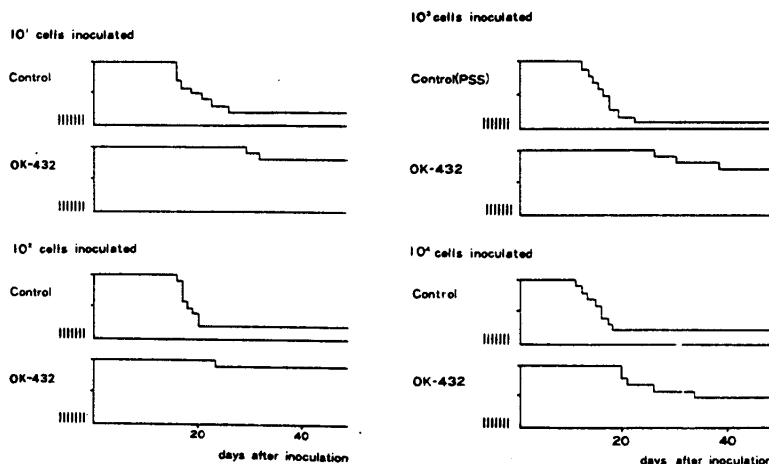 10¹ cells inoculated
Control
OK-432
10² cells inoculated
Control
OK-432
20
40
days after inoculation
10³ cells inoculated
Control(PSS)
OK-432
10⁴ cells inoculated
Control
OK-432
20
40
days after inoculation